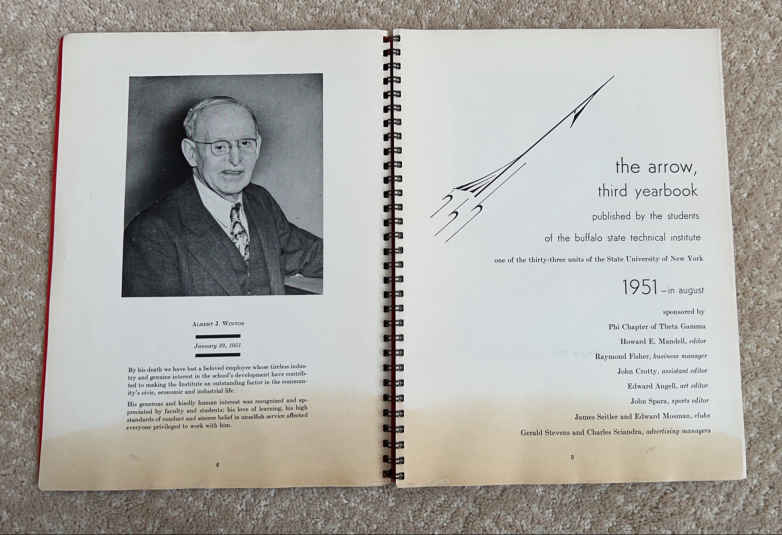 Albert J. Winton
January 29, 1951
By his death we have lost a beloved employee whose tireless indus-
try and genuine interest in the school's development have contrib-
uted to making the Institute an outstanding factor in the commun-
ity's civic, economic and industrial life.
His generous and kindly human interest was recognized and ap-
preciated by faculty and students; his love of learning, his high
standards of conduct and sincere belief in unselfish service affected
everyone privileged to work with him.
the arrow,
third yearbook
published by the students
of the buffalo state technical institute
one of the thirty-three units of the State University of New York
1951—in august
sponsored by
Phi Chapter of Theta Gamma
Howard E. Mandell, editor
Raymond Fisher, business manager
John Crotty, assistant editor
Edward Angell, art editor
John Spara, sports editor
James Seitler and Edward Mosman, clubs
Gerald Stevens and Charles Sciandra, advertising managers